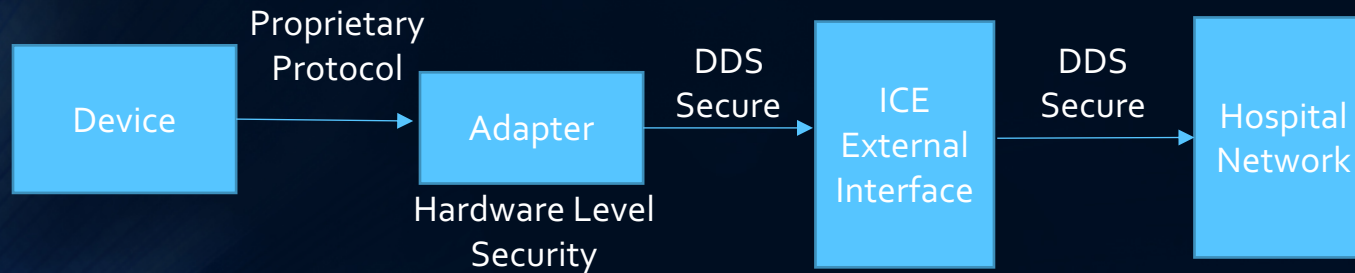 Proprietary
Protocol
Device
Adapter
Hardware Level
Security
DDS
Secure
ICE
External
Interface
DDS
Secure
Hospital
Network